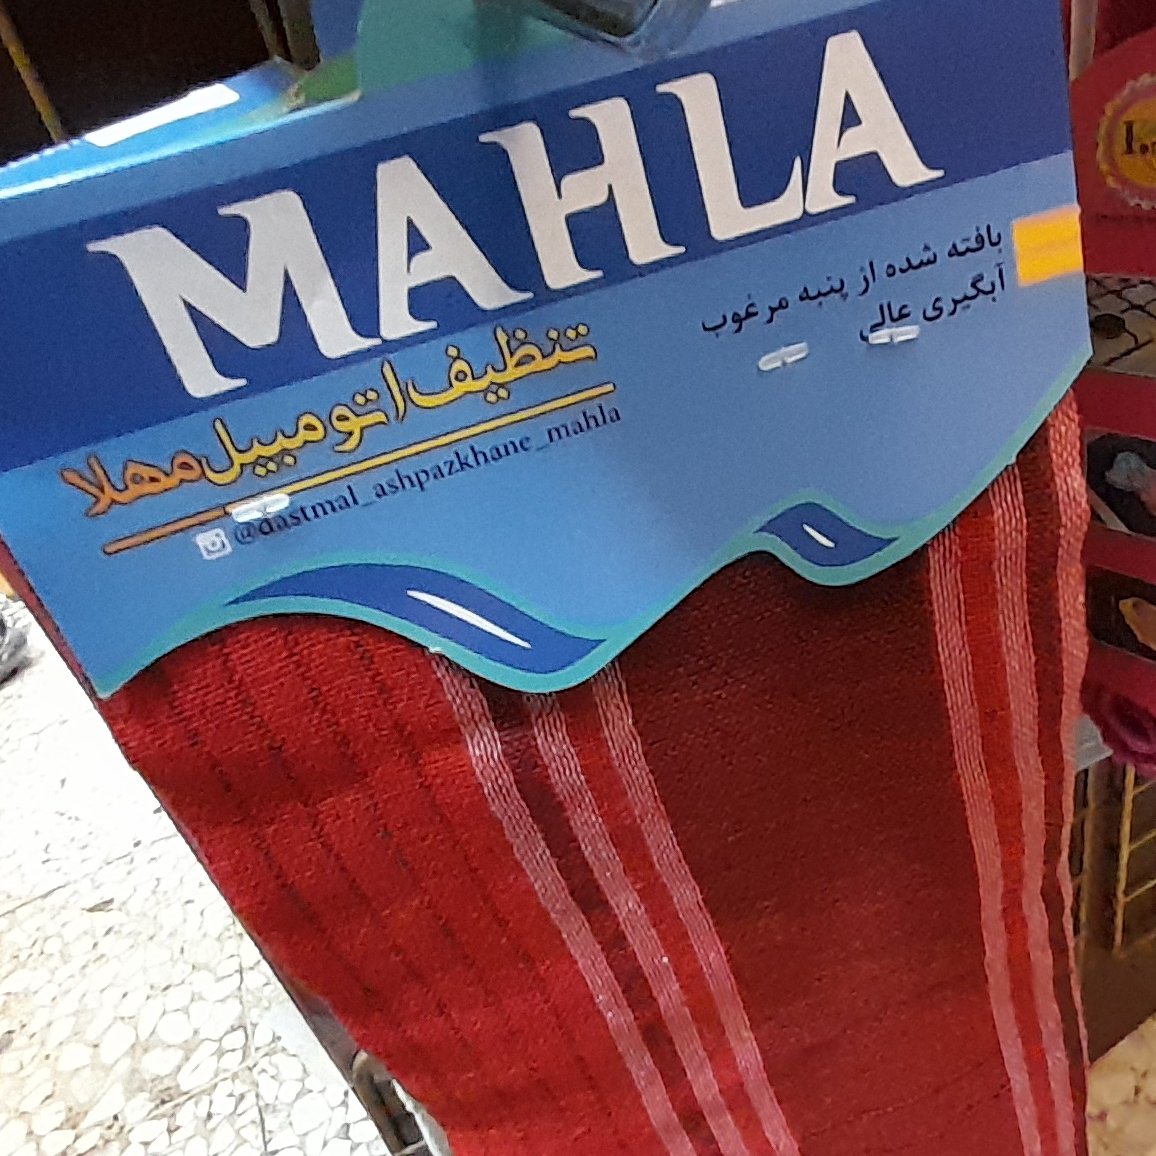 MAHLA
بافته شده از پنبه مرغوب
آبگیری عالی
تنظیف اتومبیل مهلا
@dastmal_ashpazkhane_mahla